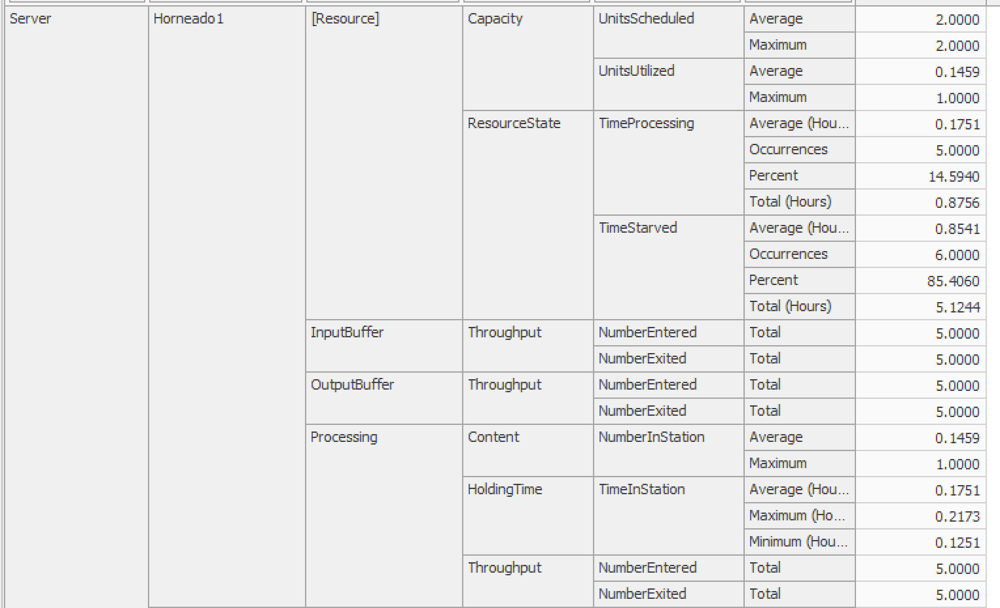 Server Horneado1 [Resource] Capacity UnitsScheduled Average 2.0000
Maximum 2.0000
UnitsUtilized Average 0.1459
Maximum 1.0000
ResourceState TimeProcessing Average (Hou... 0.1751
Occurrences 5.0000
Percent 14.5940
Total (Hours) 0.8756
TimeStarved Average (Hou... 0.8541
Occurrences 6.0000
Percent 85.4060
Total (Hours) 5.1244
InputBuffer Throughput NumberEntered Total 5.0000
NumberExited Total 5.0000
OutputBuffer Throughput NumberEntered Total 5.0000
NumberExited Total 5.0000
Processing Content NumberInStation Average 0.1459
Maximum 1.0000
HoldingTime TimeInStation Average (Hou... 0.1751
Maximum (Ho... 0.2173
Minimum (Hou... 0.1251
Throughput NumberEntered Total 5.0000
NumberExited Total 5.0000